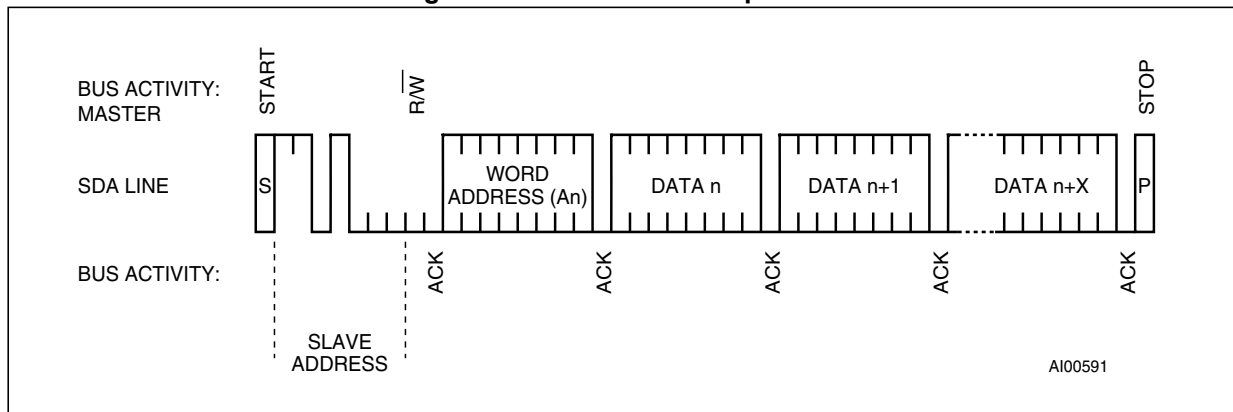 BUS ACTIVITY:
MASTER
START
R/W
STOP
SDA LINE
S
WORD
ADDRESS (An)
DATA n
DATA n+1
DATA n+X
P
BUS ACTIVITY:
ACK
ACK
ACK
ACK
ACK
SLAVE
ADDRESS
AI00591